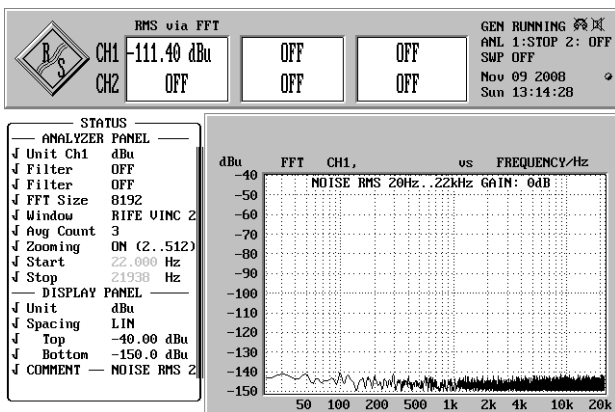 RMS via FFT
CH1 -111.40 dBu OFF OFF
CH2 OFF OFF OFF
R S
GEN RUNNING
ANL 1:STOP 2: OFF
SWP OFF
Nov 09 2008
Sun 13:14:28
STATUS
ANALYZER PANEL
Unit Ch1 dBu
Filter OFF
Filter OFF
FFT Size 8192
Window RIFE VINC 2
Avg Count 3
Zooming ON (2..512)
Start 22.000 Hz
Stop 21938 Hz
DISPLAY PANEL
Unit dBu
Spacing LIN
Top -40.00 dBu
Bottom -150.0 dBu
COMMENT — NOISE RMS 2
dBu FFT CH1, vs FREQUENCY/Hz
NOISE RMS 20Hz..22kHz GAIN: 0dB
-40
-50
-60
-70
-80
-90
-100
-110
-120
-130
-140
-150
50 100 200 500 1k 2k 4k 10k 20k